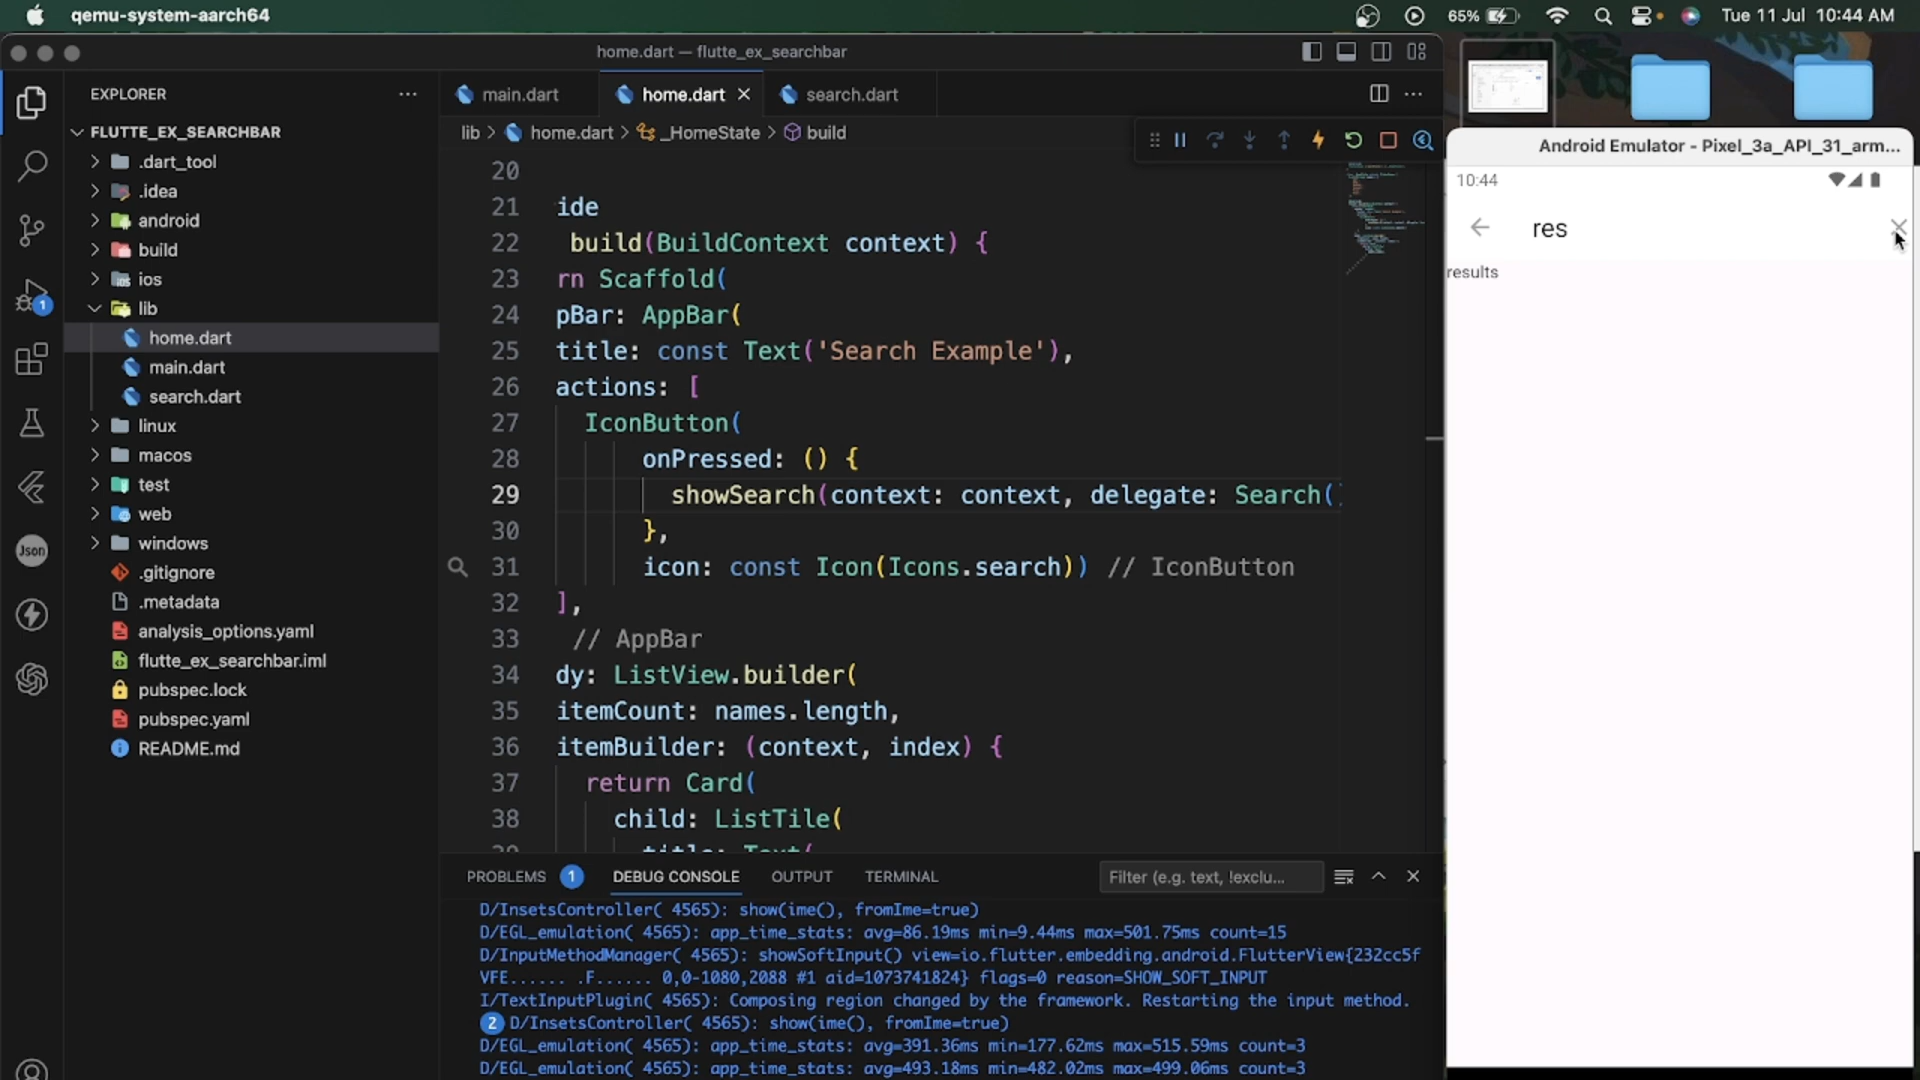 qemu-system-aarch64
65%
Tue 11 Jul 10:44 AM
home.dart — flutte_ex_searchbar
EXPLORER
FLUTTE_EX_SEARCHBAR
.dart_tool
.idea
android
build
ios
lib
home.dart
main.dart
search.dart
linux
macos
test
web
windows
.gitignore
.metadata
analysis_options.yaml
flutte_ex_searchbar.iml
pubspec.lock
pubspec.yaml
README.md
1
Json
main.dart
home.dart
search.dart
lib > home.dart > _HomeState > build
20
21 ide
22 build(BuildContext context) {
23 rn Scaffold(
24 pBar: AppBar(
25 title: const Text('Search Example'),
26 actions: [
27 IconButton(
28 onPressed: () {
29 showSearch(context: context, delegate: Search(
30 },
31 icon: const Icon(Icons.search)) // IconButton
32 ],
33 // AppBar
34 dy: ListView.builder(
35 itemCount: names.length,
36 itemBuilder: (context, index) {
37 return Card(
38 child: ListTile(
39 title: Text(
PROBLEMS 1 DEBUG CONSOLE OUTPUT TERMINAL
Filter (e.g. text, !exclu...
D/InsetsController( 4565): show(ime(), fromIme=true)
D/EGL_emulation( 4565): app_time_stats: avg=86.19ms min=9.44ms max=501.75ms count=15
D/InputMethodManager( 4565): showSoftInput() view=io.flutter.embedding.android.FlutterView{232cc5f
VFE...... .F...... 0,0-1080,2088 #1 aid=1073741824} flags=0 reason=SHOW_SOFT_INPUT
I/TextInputPlugin( 4565): Composing region changed by the framework. Restarting the input method.
2 D/InsetsController( 4565): show(ime(), fromIme=true)
D/EGL_emulation( 4565): app_time_stats: avg=391.36ms min=177.62ms max=515.59ms count=3
D/EGL_emulation( 4565): app_time_stats: avg=493.18ms min=482.02ms max=499.06ms count=3
Android Emulator - Pixel_3a_API_31_arm...
10:44
res
results